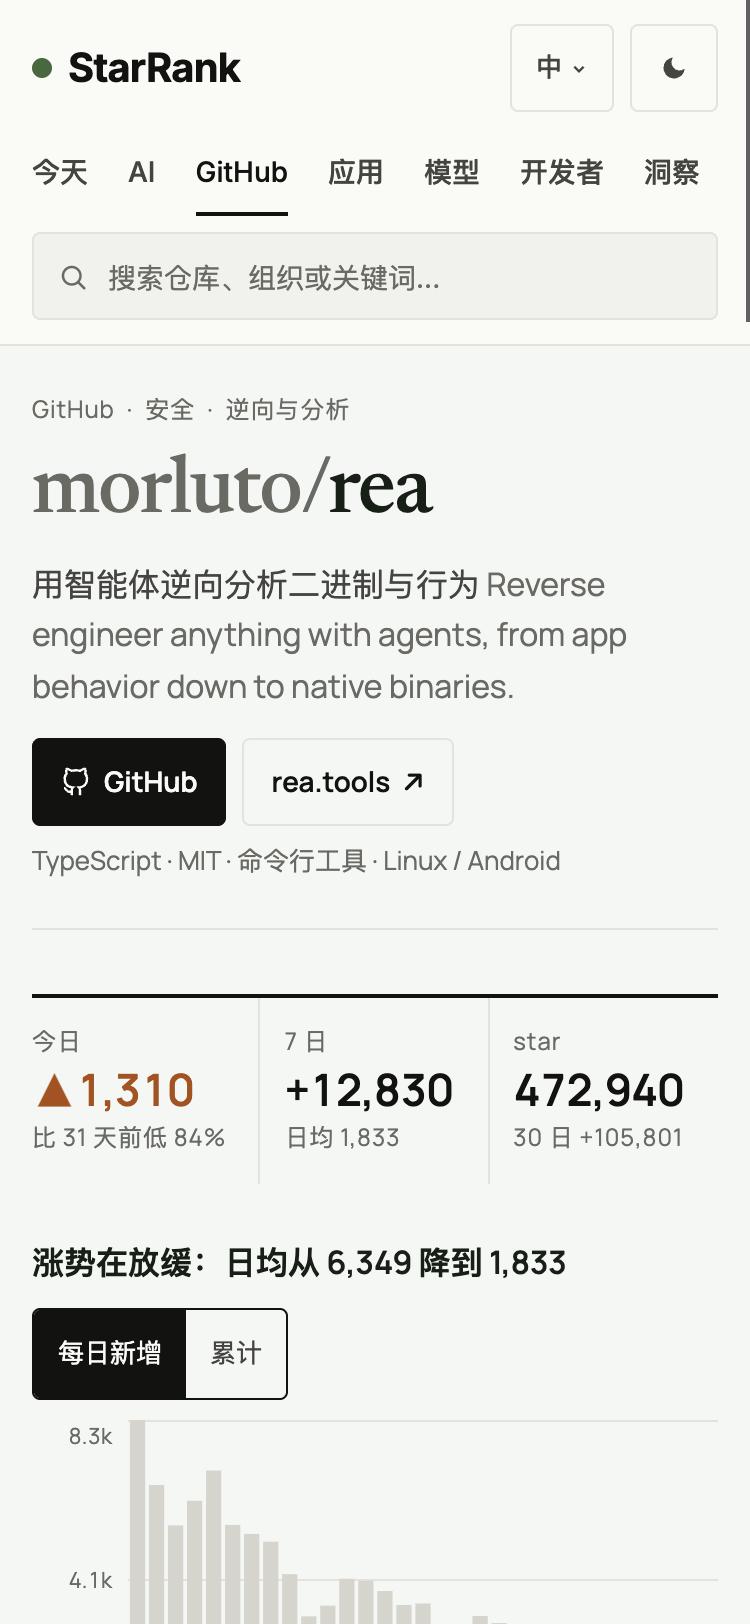 StarRank
中
今天 AI GitHub 应用 模型 开发者 洞察
搜索仓库、组织或关键词...
GitHub · 安全 · 逆向与分析
morluto/rea
用智能体逆向分析二进制与行为 Reverse
engineer anything with agents, from app
behavior down to native binaries.
GitHub
rea.tools ↗
TypeScript · MIT · 命令行工具 · Linux / Android
今日
▲1,310
比 31 天前低 84%
7 日
+12,830
日均 1,833
star
472,940
30 日 +105,801
涨势在放缓：日均从 6,349 降到 1,833
每日新增 累计
8.3k
4.1k